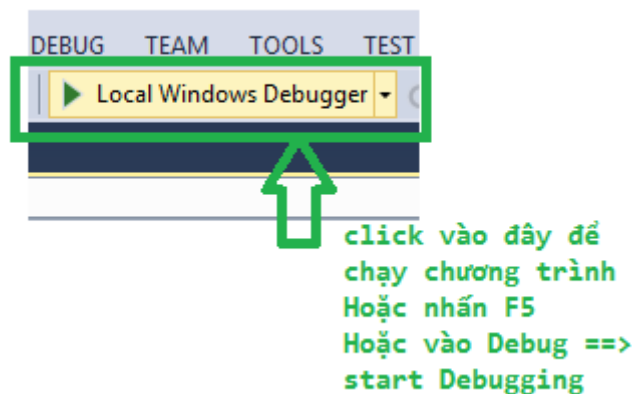 DEBUG TEAM TOOLS TEST
Local Windows Debugger
click vào đây để
chạy chương trình
Hoặc nhấn F5
Hoặc vào Debug ==>
start Debugging